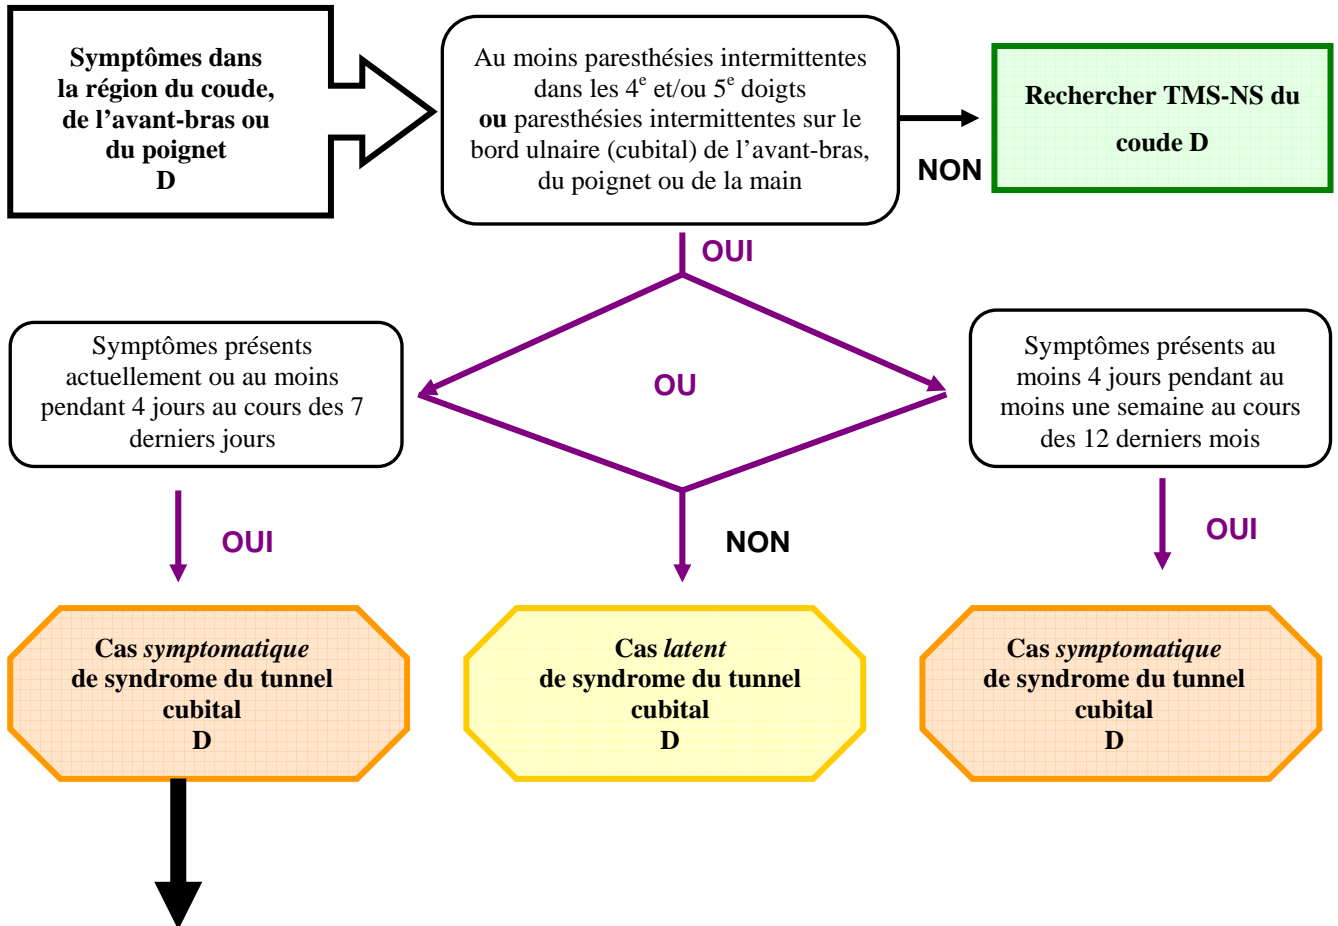 Symptômes dans
la région du coude,
de l’avant-bras ou
du poignet
D
Au moins paresthésies intermittentes
dans les 4e et/ou 5e doigts
ou paresthésies intermittentes sur le
bord ulnaire (cubital) de l’avant-bras,
du poignet ou de la main
NON
Rechercher TMS-NS du
coude D
OUI
Symptômes présents
actuellement ou au moins
pendant 4 jours au cours des 7
derniers jours
OU
Symptômes présents au
moins 4 jours pendant au
moins une semaine au cours
des 12 derniers mois
OUI
NON
OUI
Cas symptomatique
de syndrome du tunnel
cubital
D
Cas latent
de syndrome du tunnel
cubital
D
Cas symptomatique
de syndrome du tunnel
cubital
D